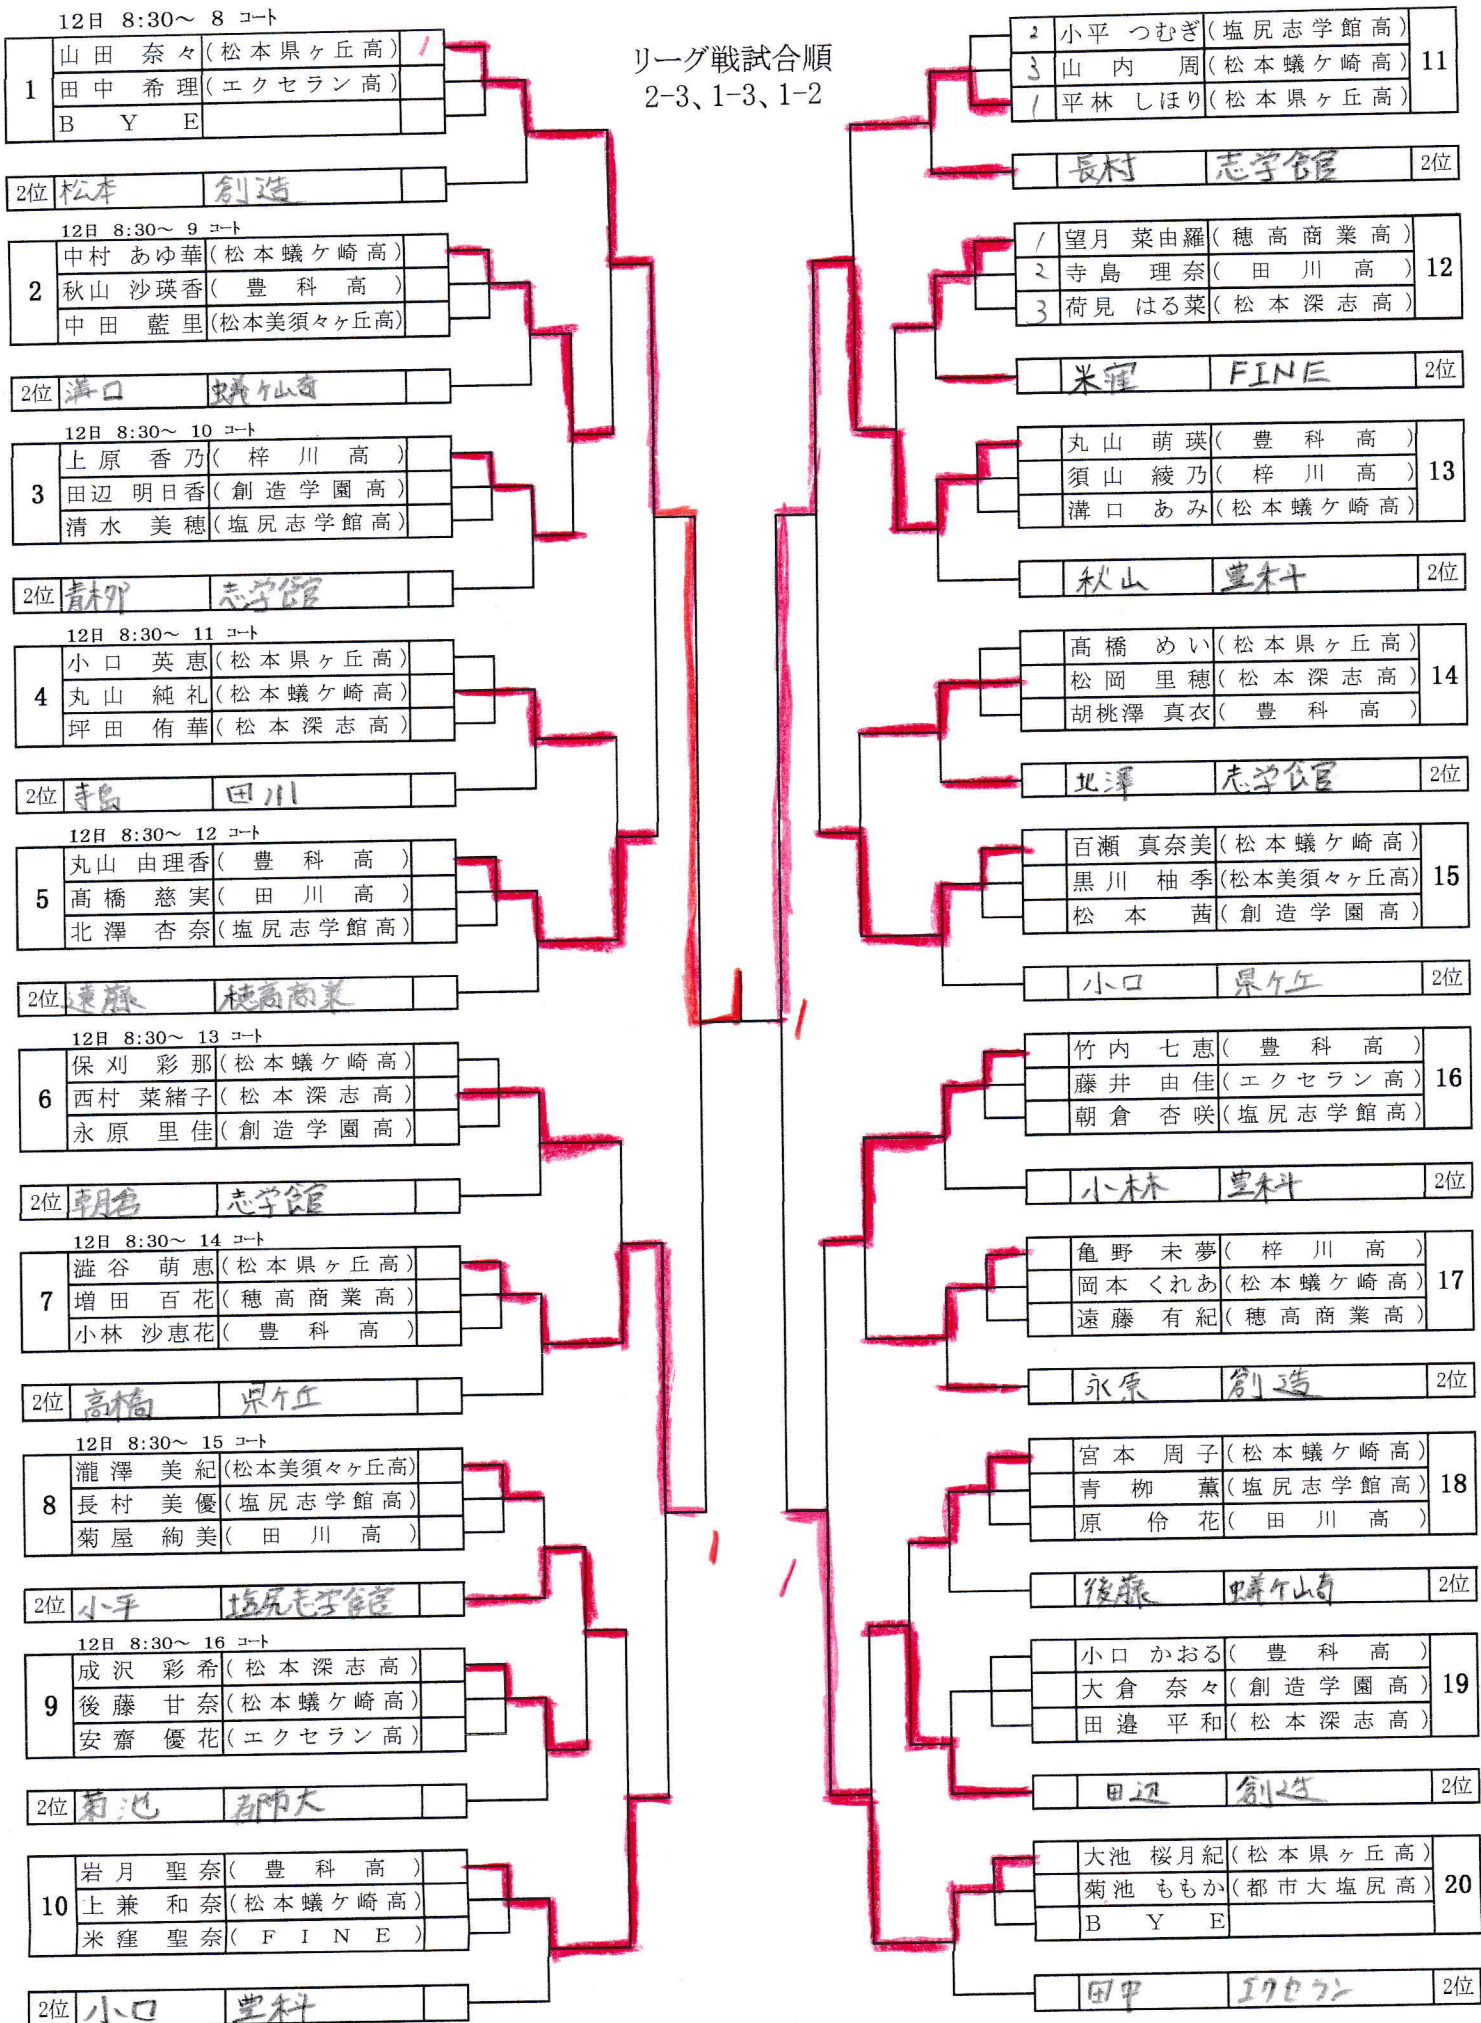 12日 8:30～ 8 コート
リーグ戦試合順
2-3、1-3、1-2
1
山田 奈々 (松本県ヶ丘高) 1
田中 希理 (エクセラン高)
B Y E
2位 松本 創造
12日 8:30～ 9 コート
2
中村 あゆ華 (松本蟻ケ崎高)
秋山 沙瑛香 (豊科高)
中田 藍里 (松本美須々ヶ丘高)
2位 溝口 蟻ケ崎
12日 8:30～ 10 コート
3
上原 香乃 (梓川高)
田辺 明日香 (創造学園高)
清水 美穂 (塩尻志学館高)
2位 青柳 志学館
12日 8:30～ 11 コート
4
小口 英恵 (松本県ヶ丘高)
丸山 純礼 (松本蟻ケ崎高)
坪田 侑華 (松本深志高)
2位 寺島 田川
12日 8:30～ 12 コート
5
丸山 由理香 (豊科高)
髙橋 慈実 (田川高)
北澤 杏奈 (塩尻志学館高)
2位 遠藤 穂高商業
12日 8:30～ 13 コート
6
保刈 彩那 (松本蟻ケ崎高)
西村 菜緒子 (松本深志高)
永原 里佳 (創造学園高)
2位 朝倉 志学館
12日 8:30～ 14 コート
7
澁谷 萌恵 (松本県ヶ丘高)
増田 百花 (穂高商業高)
小林 沙恵花 (豊科高)
2位 高橋 県ケ丘
12日 8:30～ 15 コート
8
瀧澤 美紀 (松本美須々ヶ丘高)
長村 美優 (塩尻志学館高)
菊屋 絢美 (田川高)
2位 小平 塩尻志学館
12日 8:30～ 16 コート
9
成沢 彩希 (松本深志高)
後藤 甘奈 (松本蟻ケ崎高)
安齋 優花 (エクセラン高)
2位 菊池 都市大
10
岩月 聖奈 (豊科高)
上兼 和奈 (松本蟻ケ崎高)
米窪 聖奈 (FINE)
2位 小口 豊科
2 小平 つむぎ (塩尻志学館高)
3 山内 周 (松本蟻ケ崎高)
1 平林 しほり (松本県ヶ丘高)
11
長村 志学館 2位
1 望月 菜由羅 (穂高商業高)
2 寺島 理奈 (田川高)
3 荷見 はる菜 (松本深志高)
12
米窪 FINE 2位
丸山 萌瑛 (豊科高)
須山 綾乃 (梓川高)
溝口 あみ (松本蟻ケ崎高)
13
秋山 豊科 2位
髙橋 めい (松本県ヶ丘高)
松岡 里穂 (松本深志高)
胡桃澤 真衣 (豊科高)
14
北澤 志学館 2位
百瀬 真奈美 (松本蟻ケ崎高)
黒川 柚季 (松本美須々ヶ丘高)
松本 茜 (創造学園高)
15
小口 県ケ丘 2位
竹内 七恵 (豊科高)
藤井 由佳 (エクセラン高)
朝倉 杏咲 (塩尻志学館高)
16
小林 豊科 2位
亀野 未夢 (梓川高)
岡本 くれあ (松本蟻ケ崎高)
遠藤 有紀 (穂高商業高)
17
永原 創造 2位
宮本 周子 (松本蟻ケ崎高)
青柳 薫 (塩尻志学館高)
原 伶花 (田川高)
18
後藤 蟻ケ崎 2位
小口 かおる (豊科高)
大倉 奈々 (創造学園高)
田邉 平和 (松本深志高)
19
田辺 創造 2位
大池 桜月紀 (松本県ヶ丘高)
菊池 ももか (都市大塩尻高)
B Y E
20
田中 エクセラン 2位